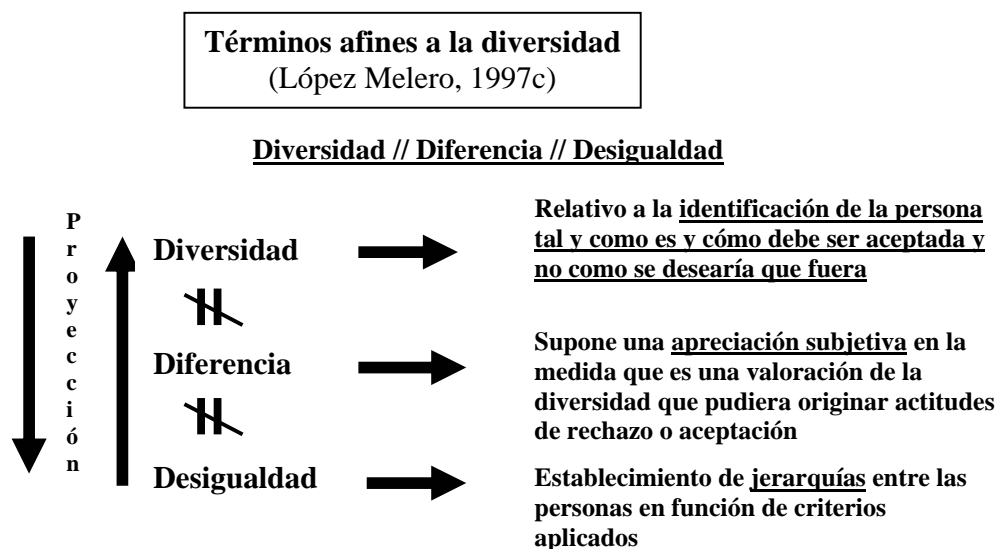 Términos afines a la diversidad
(López Melero, 1997c)
Diversidad // Diferencia // Desigualdad
Proyección
Diversidad
Relativo a la identificación de la persona
tal y como es y cómo debe ser aceptada y
no como se desearía que fuera
Diferencia
Supone una apreciación subjetiva en la
medida que es una valoración de la
diversidad que pudiera originar actitudes
de rechazo o aceptación
Desigualdad
Establecimiento de jerarquías entre las
personas en función de criterios
aplicados